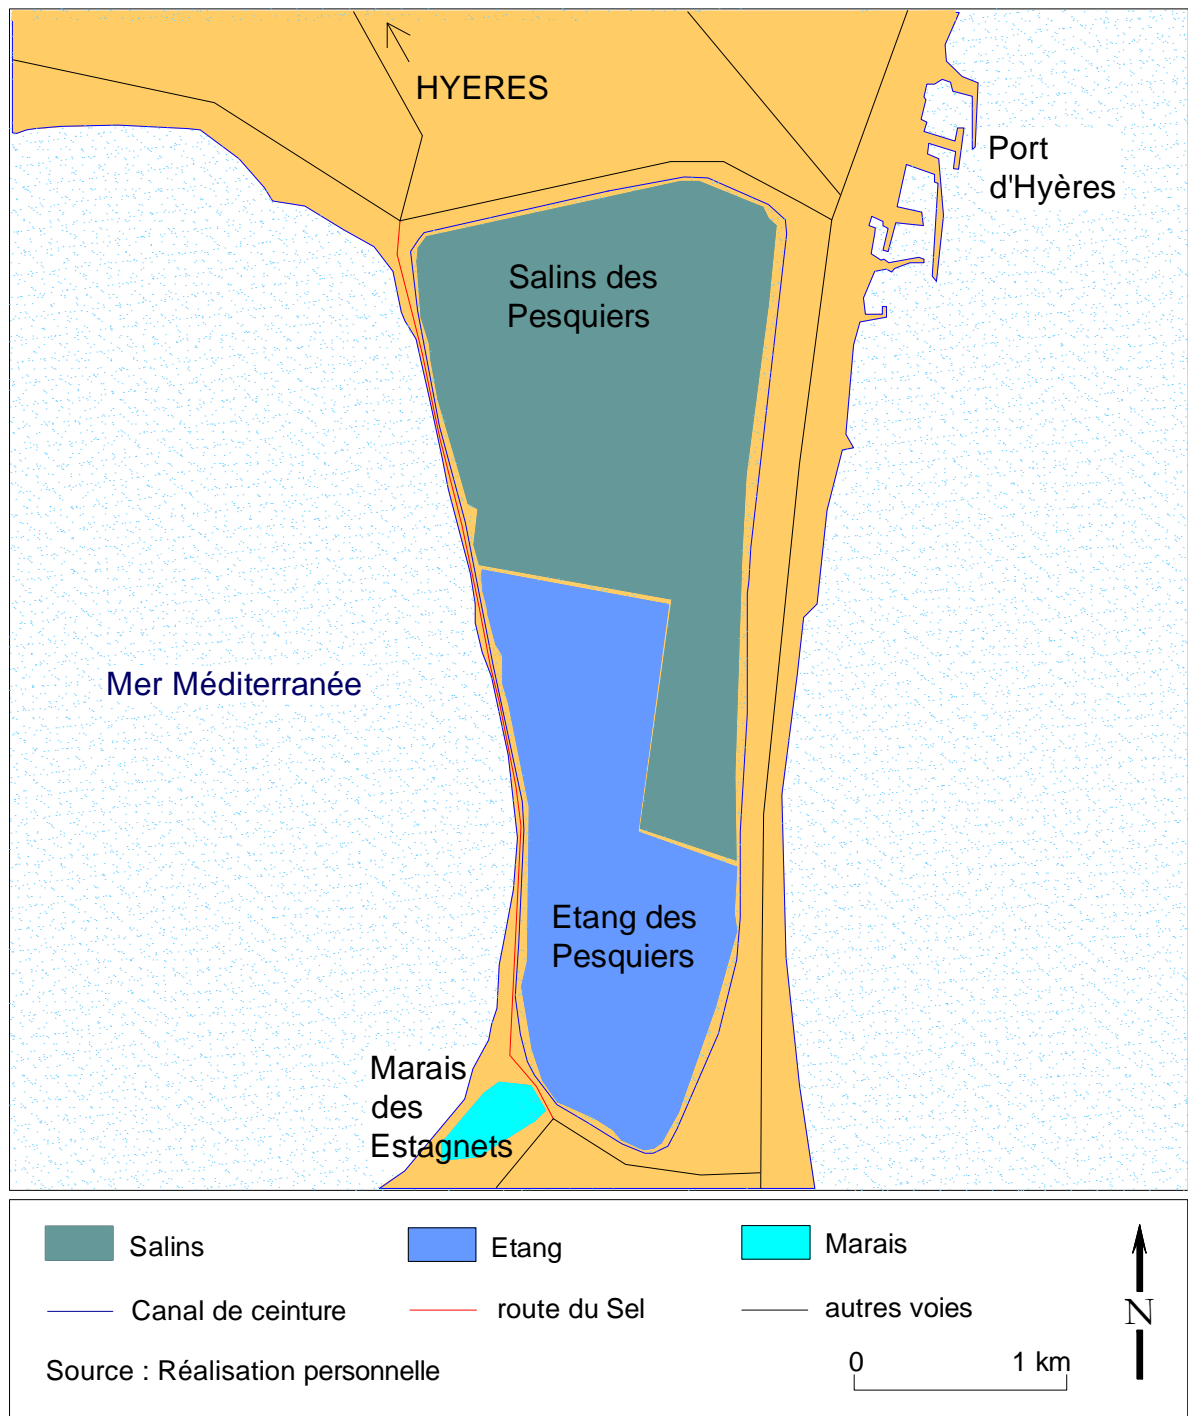 HYERES
Port
d'Hyères
Salins des
Pesquiers
Mer Méditerranée
Etang des
Pesquiers
Marais
des
Estagnets
Salins
Etang
Marais
Canal de ceinture
route du Sel
autres voies
N
Source : Réalisation personnelle
0 1 km